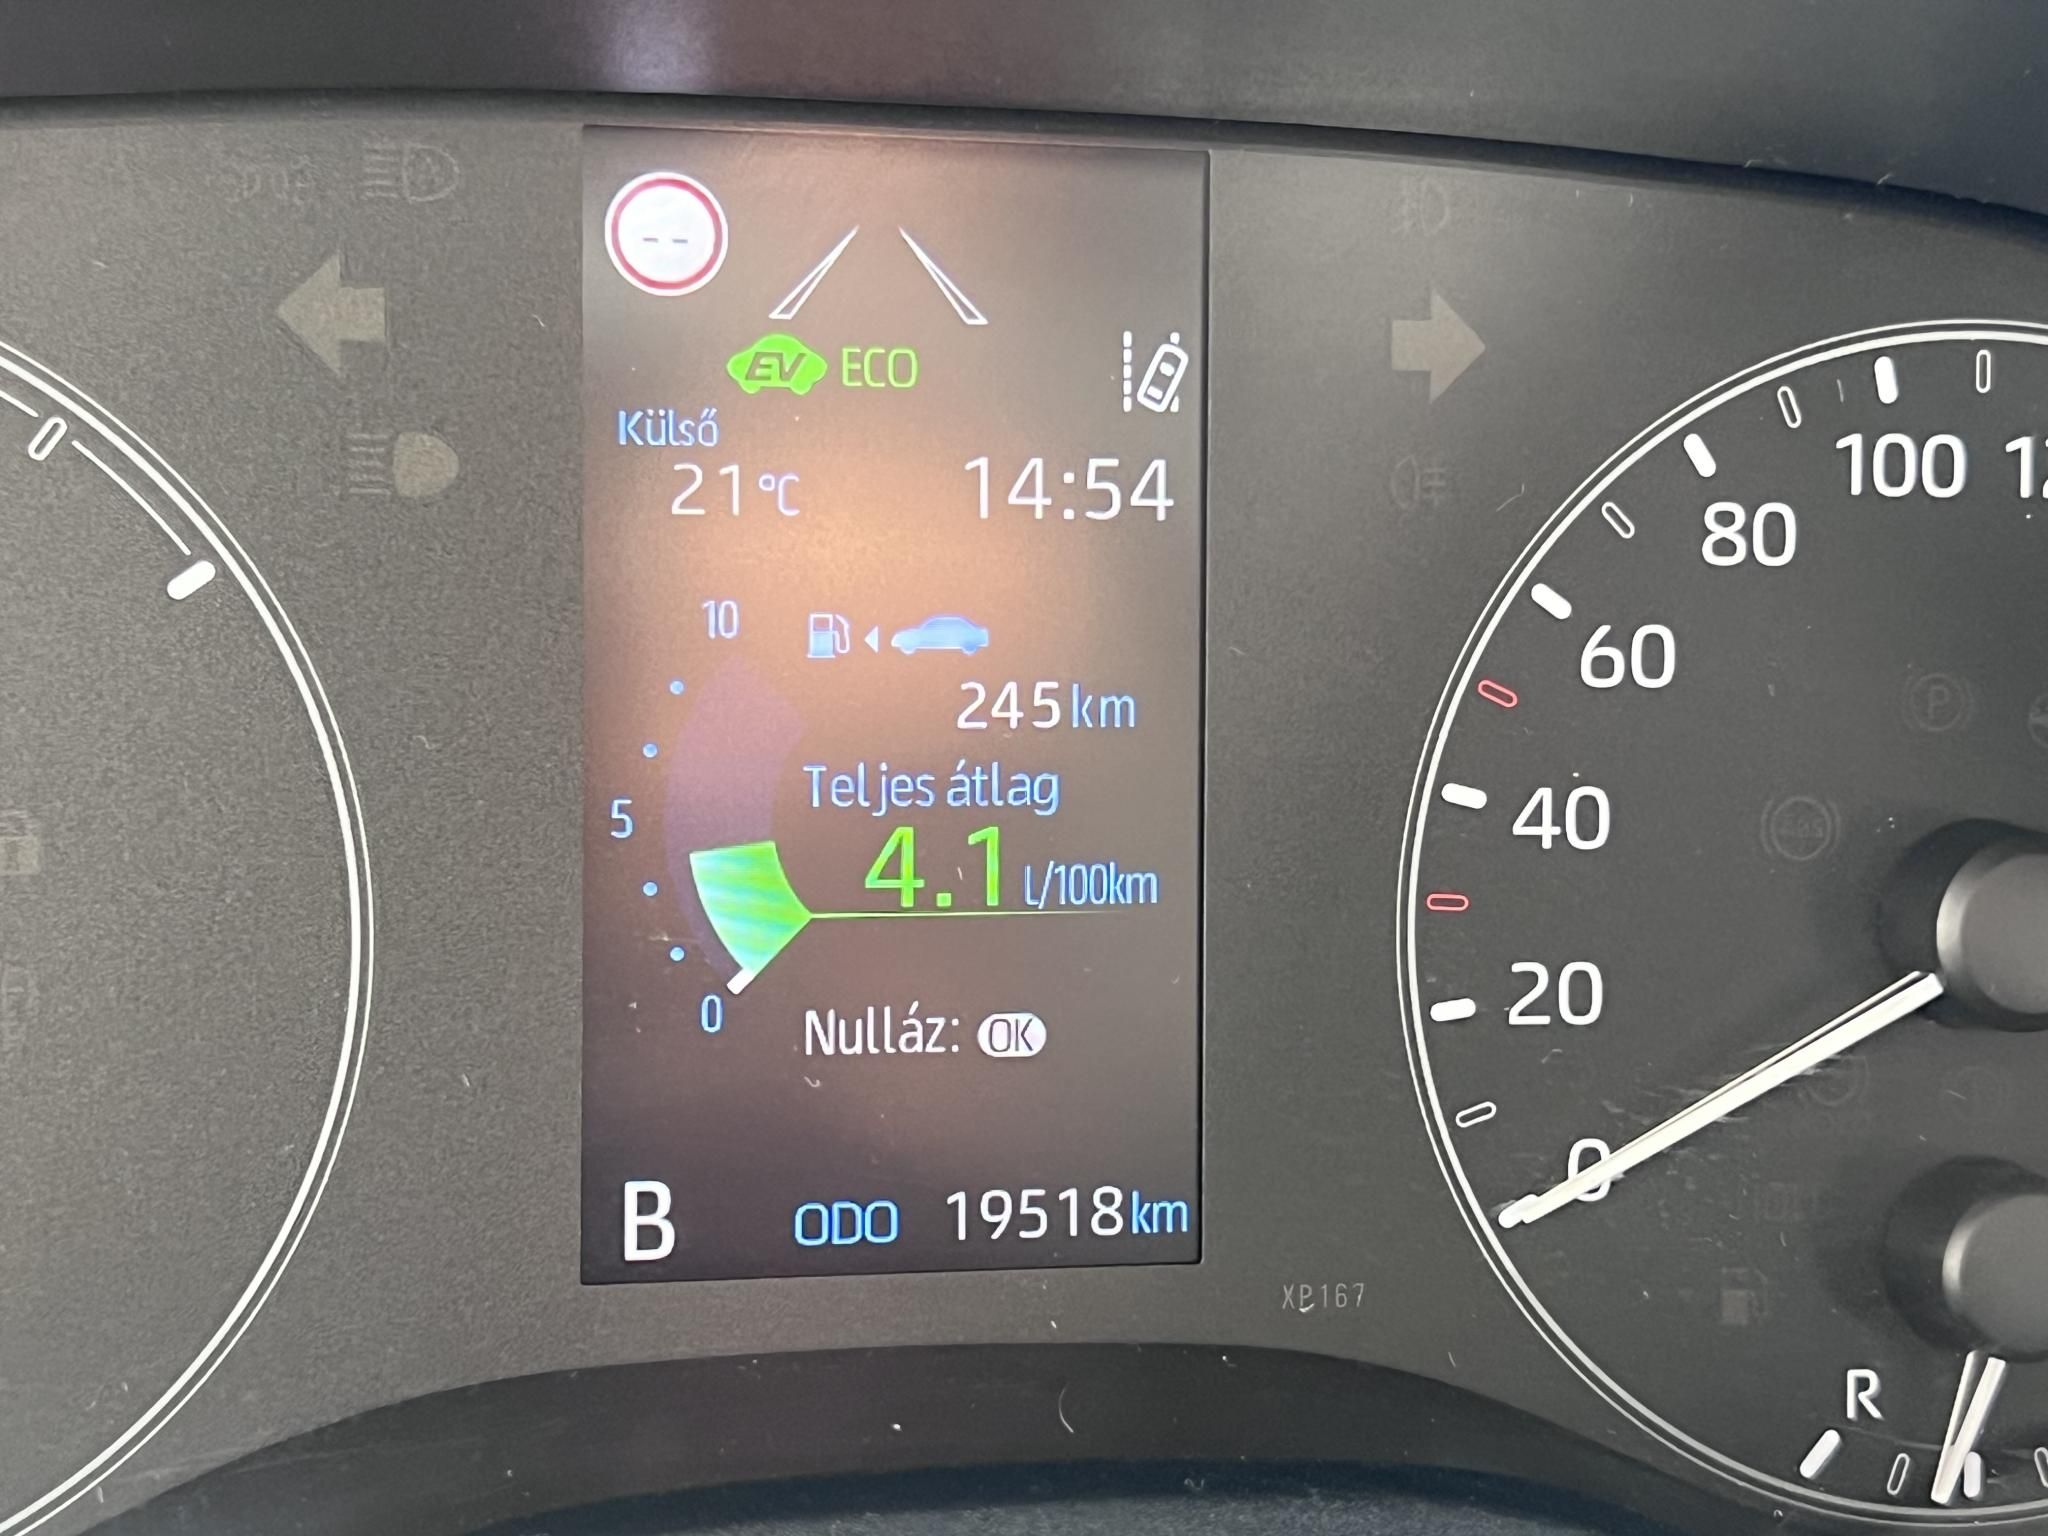 --
EV ECO
Külső
21°C 14:54
10
245km
Teljes átlag
5
4.1 l/100km
0
Nulláz: OK
B ODO 19518km
XP167
100
80
60
40
20
0
R